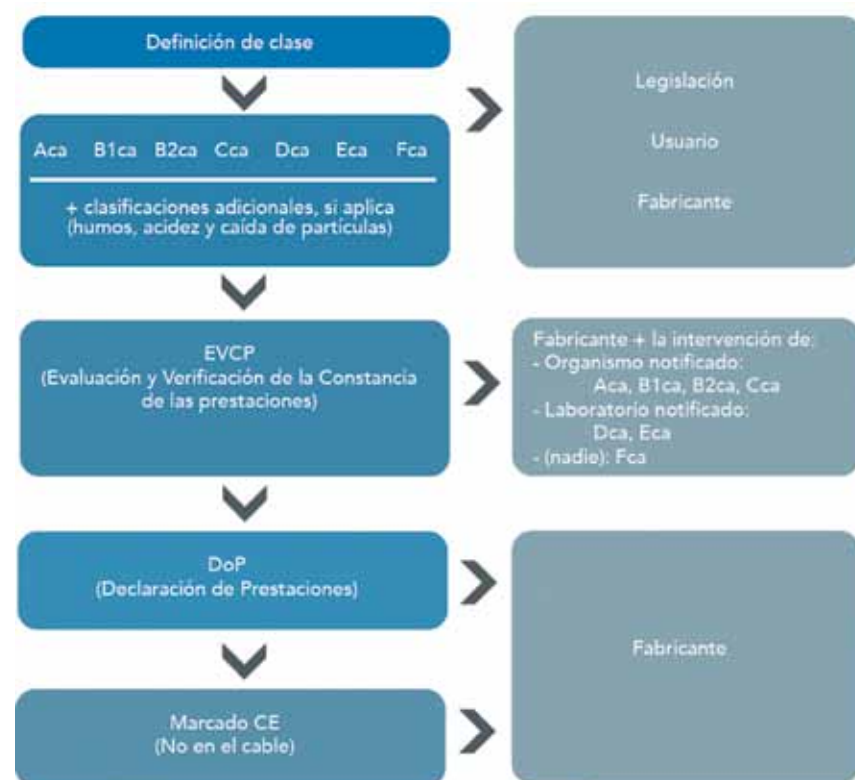 Definición de clase
Aca B1ca B2ca Cca Dca Eca Fca
+ clasificaciones adicionales, si aplica
(humos, acidez y caída de partículas)
Legislación
Usuario
Fabricante
EVCP
(Evaluación y Verificación de la Constancia
de las prestaciones)
Fabricante + la intervención de:
- Organismo notificado:
Aca, B1ca, B2ca, Cca
- Laboratorio notificado:
Dca, Eca
- (nadie): Fca
DoP
(Declaración de Prestaciones)
Marcado CE
(No en el cable)
Fabricante